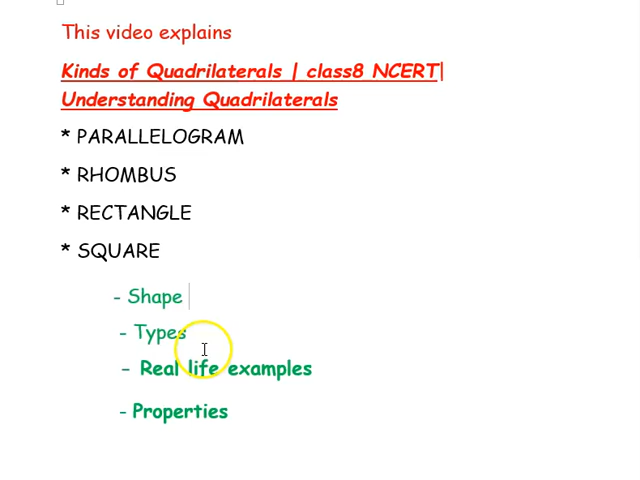 This video explains
Kinds of Quadrilaterals | class8 NCERT|
Understanding Quadrilaterals
* PARALLELOGRAM
* RHOMBUS
* RECTANGLE
* SQUARE
- Shape
- Types
- Real life examples
- Properties